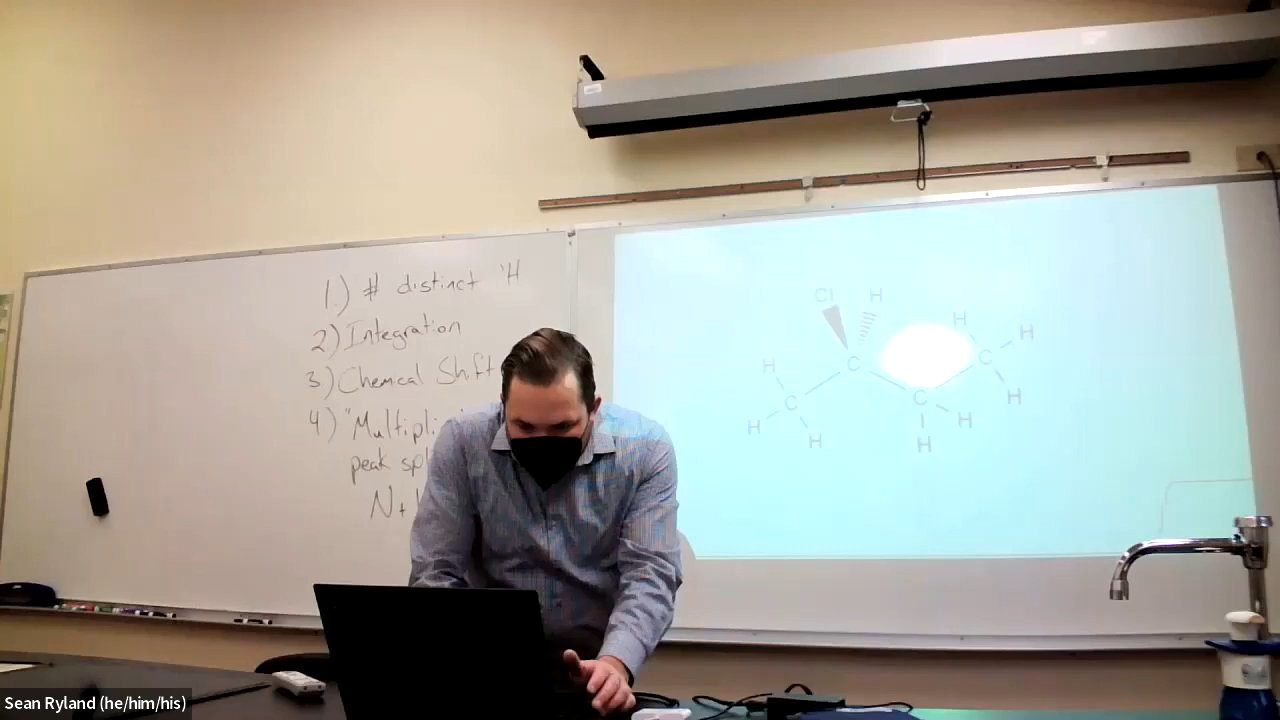 1.) # distinct ¹H
2) Integration
3) Chemical Shift
4) "Multipli
peak spl
N+
Cl H
H H
H C C
H C C H
H H H H
Sean Ryland (he/him/his)